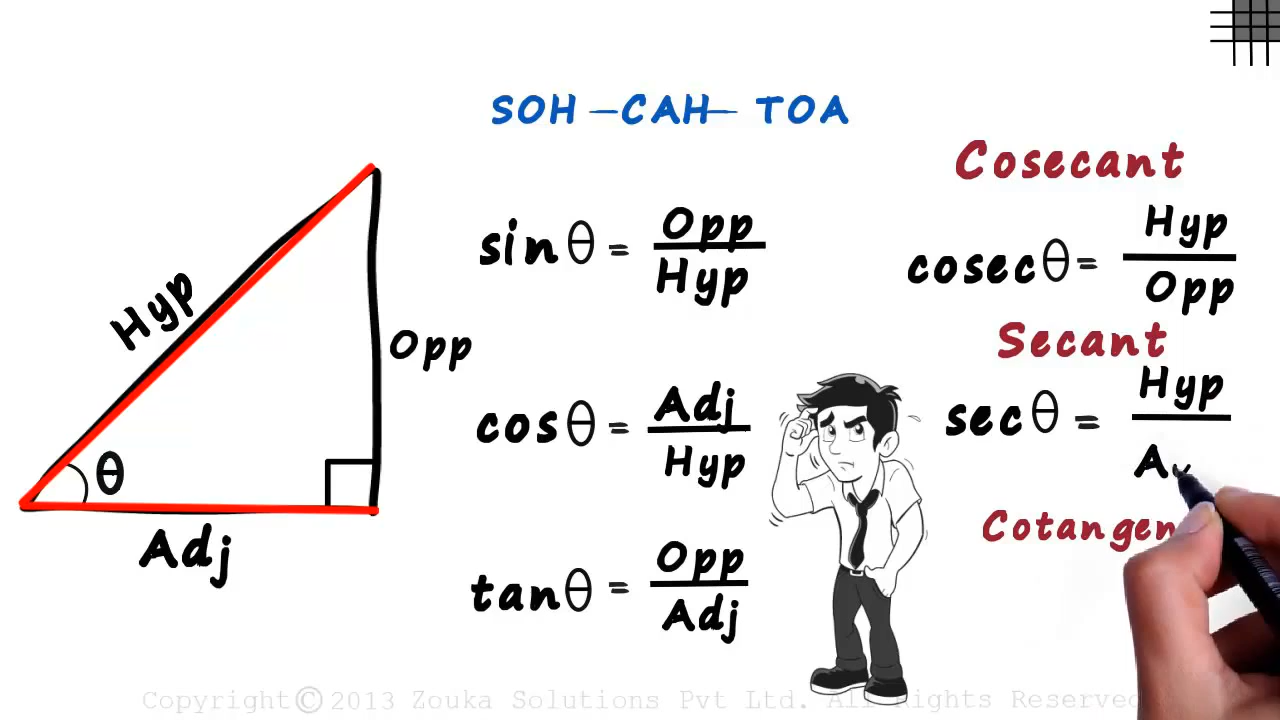 SOH – CAH – TOA
Cosecant
Hyp
Opp
Adj
θ
sinθ = Opp
Hyp
cosθ = Adj
Hyp
tanθ = Opp
Adj
cosecθ = Hyp
Opp
Secant
secθ = Hyp
Cotangen
Copyright© 2013 Zouka Solutions Pvt Ltd. All Rights Reserved